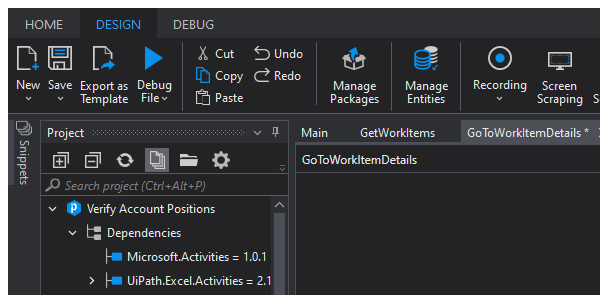 HOME DESIGN DEBUG
New Save Export as Template Debug File Cut Copy Paste Undo Redo Manage Packages Manage Entities Recording Screen Scraping S
Snippets
Project
Main GetWorkItems GoToWorkItemDetails *
GoToWorkItemDetails
Search project (Ctrl+Alt+P)
Verify Account Positions
Dependencies
Microsoft.Activities = 1.0.1
UiPath.Excel.Activities = 2.1